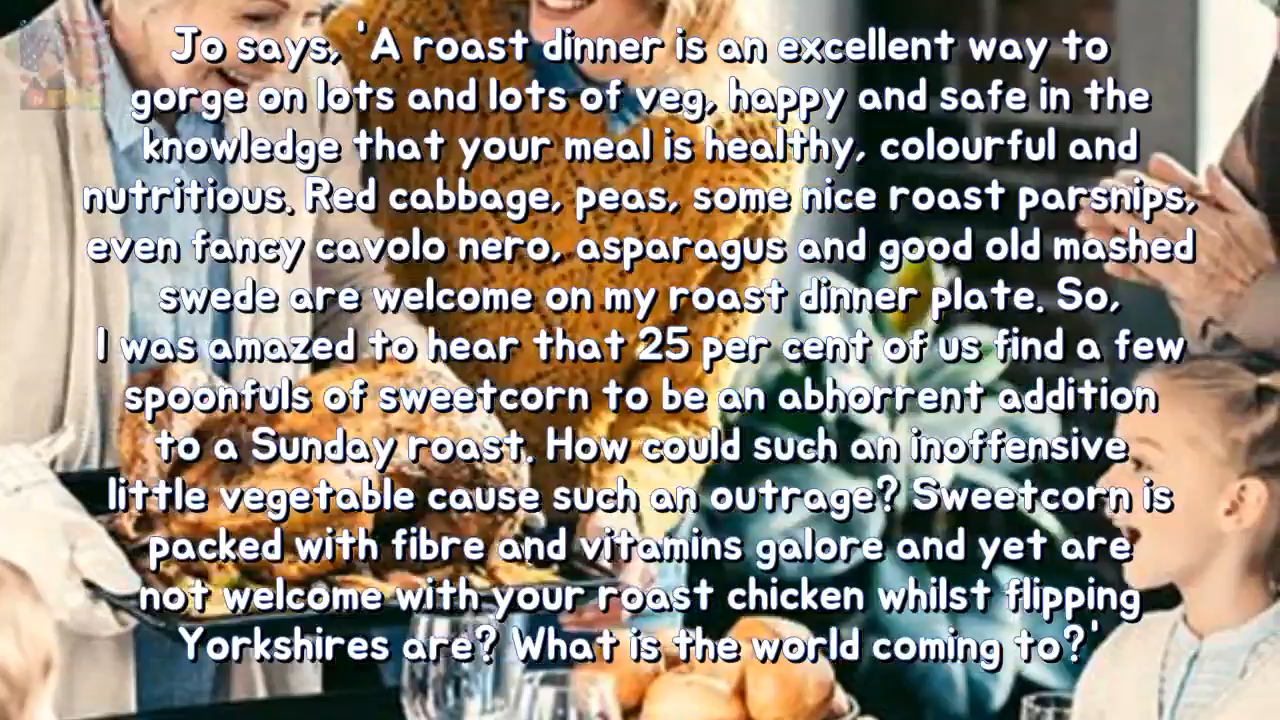 Jo says, 'A roast dinner is an excellent way to
gorge on lots and lots of veg, happy and safe in the
knowledge that your meal is healthy, colourful and
nutritious. Red cabbage, peas, some nice roast parsnips,
even fancy cavolo nero, asparagus and good old mashed
swede are welcome on my roast dinner plate. So,
I was amazed to hear that 25 per cent of us find a few
spoonfuls of sweetcorn to be an abhorrent addition
to a Sunday roast. How could such an inoffensive
little vegetable cause such an outrage? Sweetcorn is
packed with fibre and vitamins galore and yet are
not welcome with your roast chicken whilst flipping
Yorkshires are? What is the world coming to?'